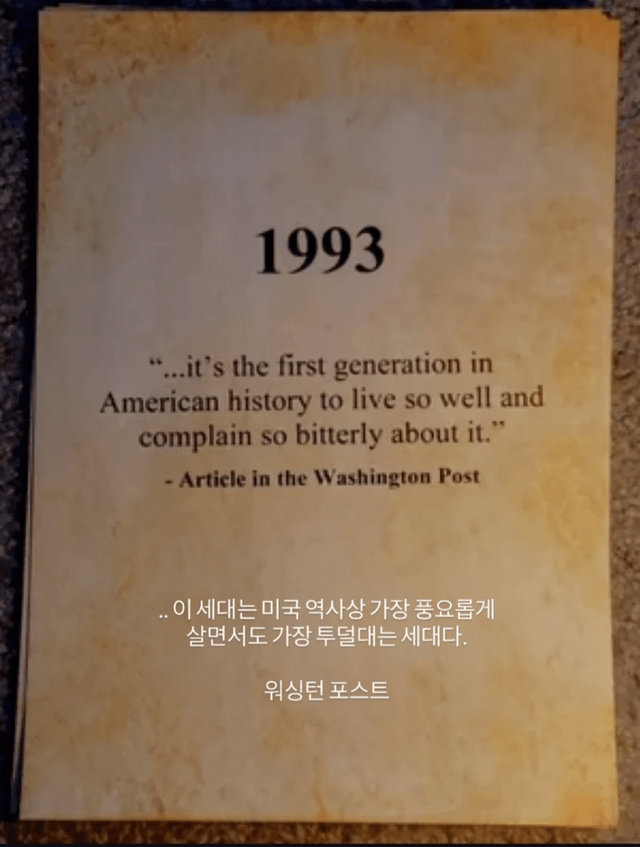 1993
“...it’s the first generation in
American history to live so well and
complain so bitterly about it.”
- Article in the Washington Post
.. 이 세대는 미국 역사상 가장 풍요롭게
살면서도 가장 투덜대는 세대다.
워싱턴 포스트